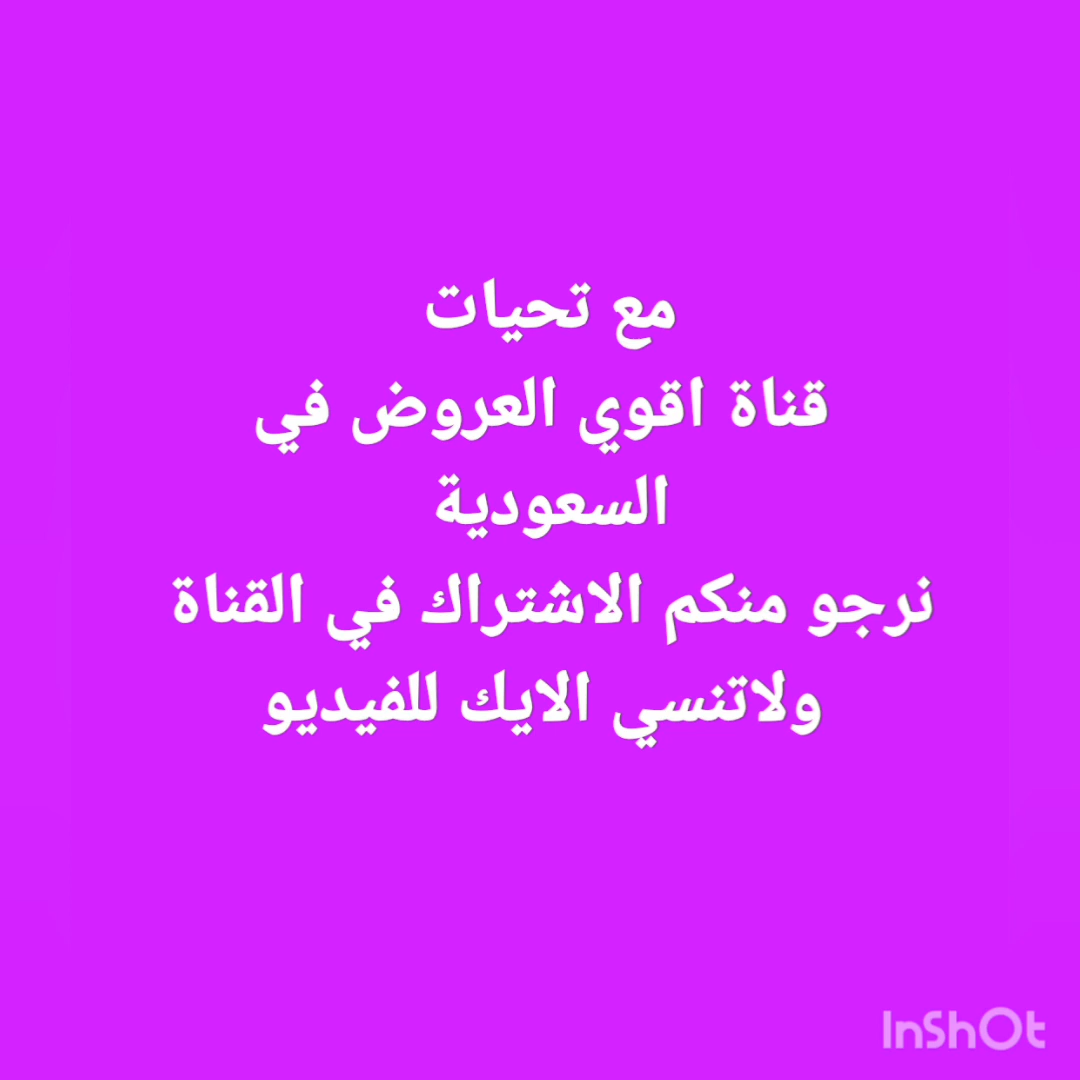 مع تحيات
قناة اقوي العروض في
السعودية
نرجو منكم الاشتراك في القناة
ولاتنسي الايك للفيديو
InShOt